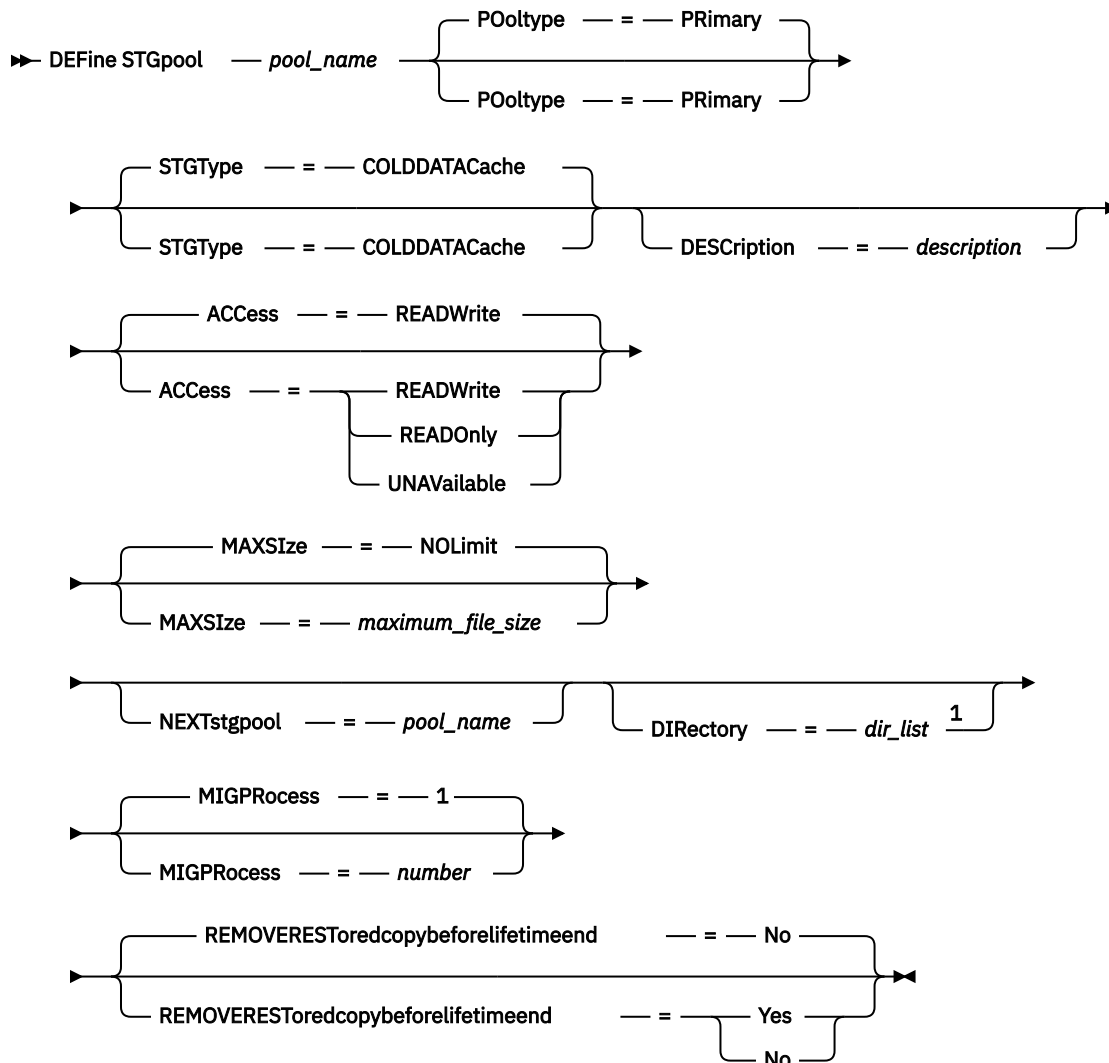 POoltype = PRimary
DEFine STGpool pool_name
POoltype = PRimary
STGType = COLDDATACache
STGType = COLDDATACache
DESCription = description
ACCess = READWrite
ACCess = READWrite
READOnly
UNAVailable
MAXSIze = NOLimit
MAXSIze = maximum_file_size
NEXTstgpool = pool_name
DIRectory = dir_list 1
MIGPRocess = 1
MIGPRocess = number
REMOVERESToredcopybeforelifetimeend = No
REMOVERESToredcopybeforelifetimeend = Yes
No